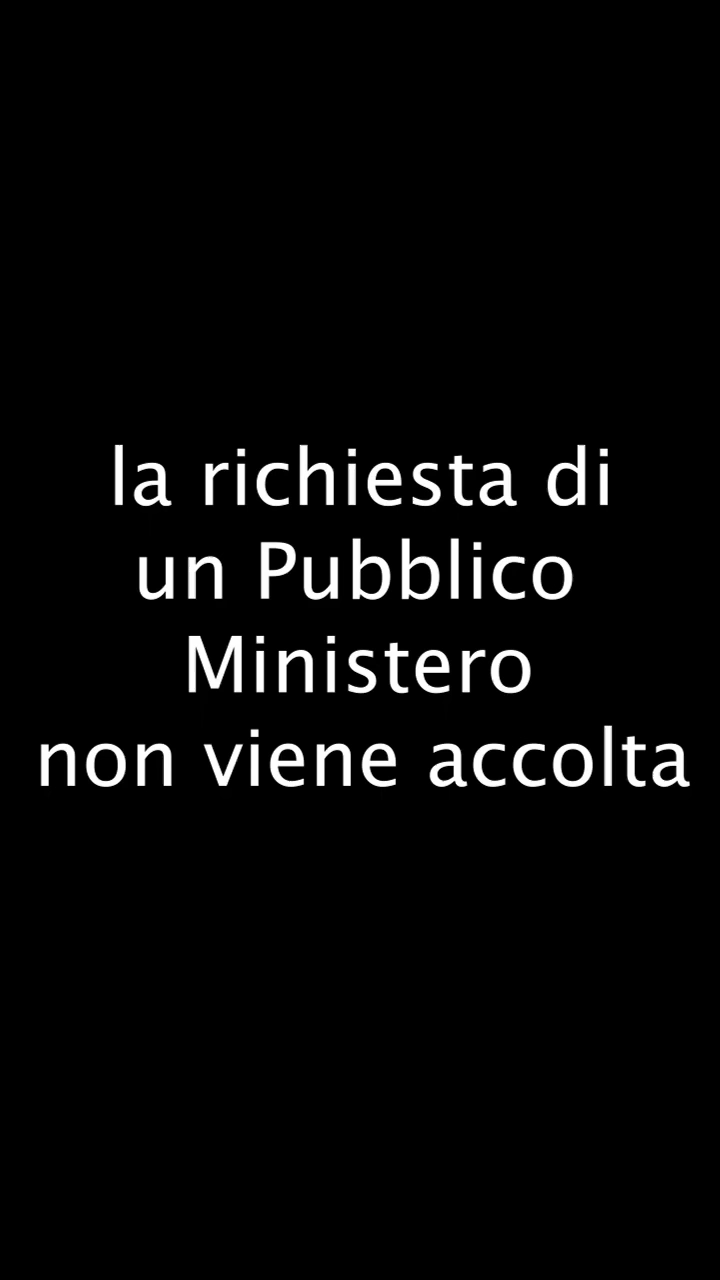 la richiesta di
un Pubblico
Ministero
non viene accolta